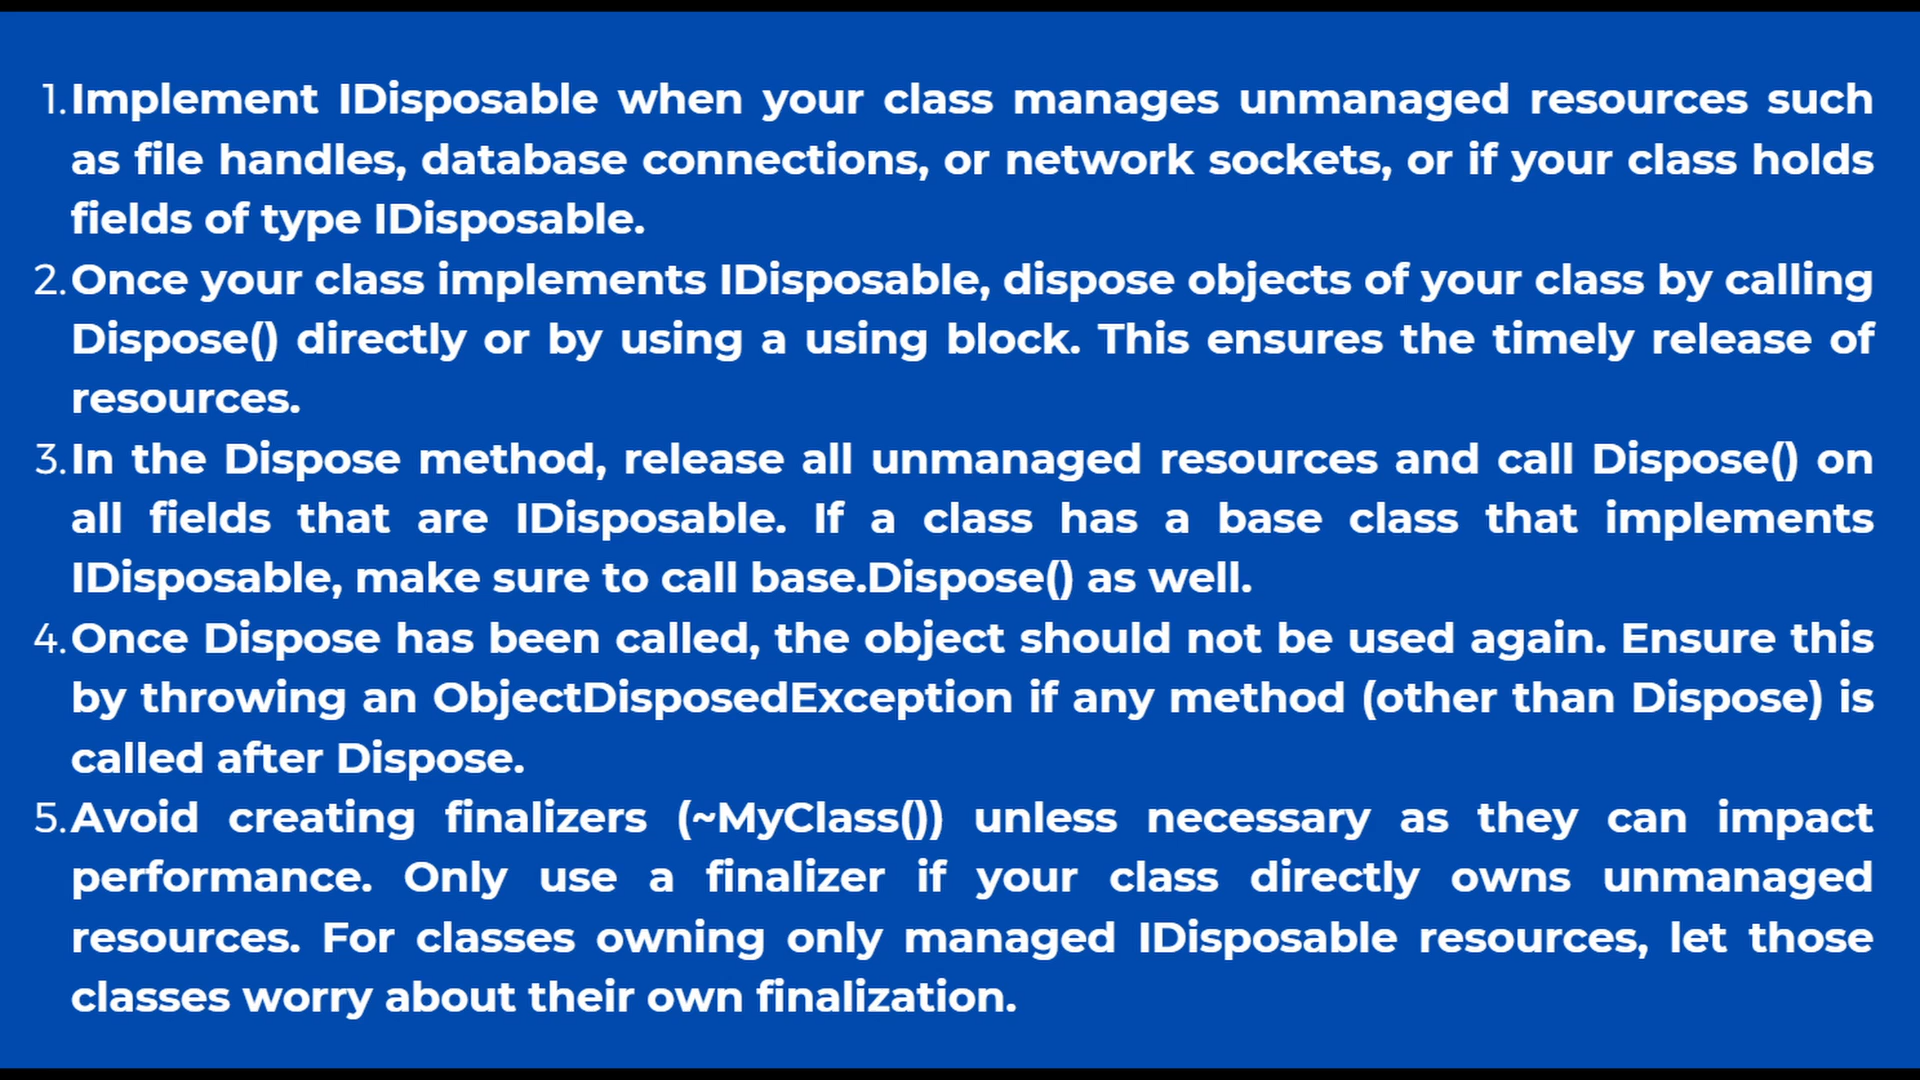 1. Implement IDisposable when your class manages unmanaged resources such
as file handles, database connections, or network sockets, or if your class holds
fields of type IDisposable.
2. Once your class implements IDisposable, dispose objects of your class by calling
Dispose() directly or by using a using block. This ensures the timely release of
resources.
3. In the Dispose method, release all unmanaged resources and call Dispose() on
all fields that are IDisposable. If a class has a base class that implements
IDisposable, make sure to call base.Dispose() as well.
4. Once Dispose has been called, the object should not be used again. Ensure this
by throwing an ObjectDisposedException if any method (other than Dispose) is
called after Dispose.
5. Avoid creating finalizers (~MyClass()) unless necessary as they can impact
performance. Only use a finalizer if your class directly owns unmanaged
resources. For classes owning only managed IDisposable resources, let those
classes worry about their own finalization.